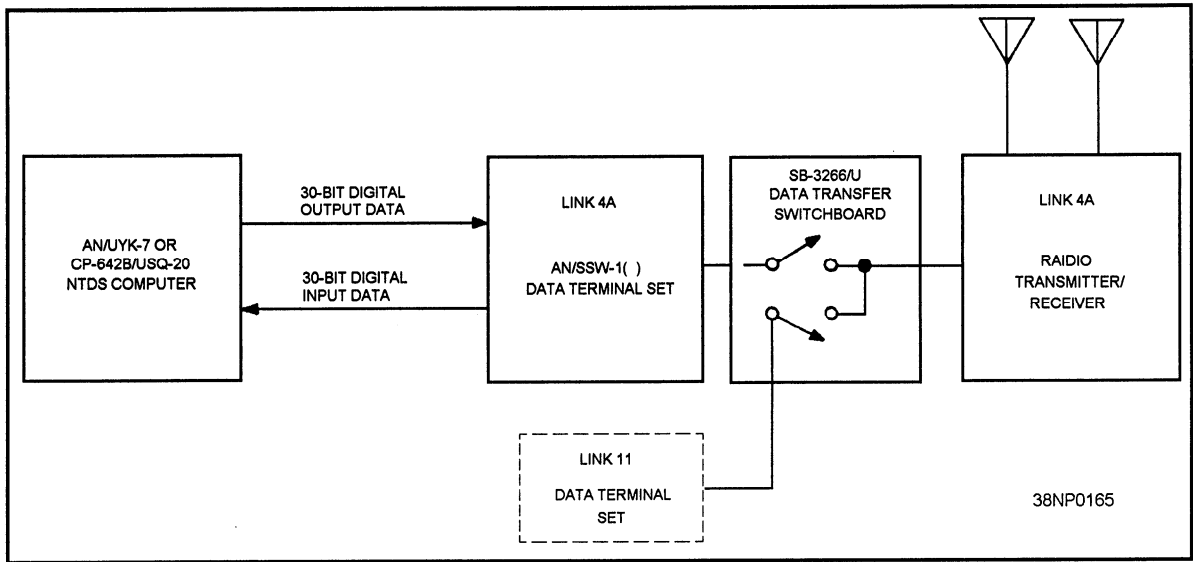 AN/UYK-7 OR
CP-642B/USQ-20
NTDS COMPUTER
30-BIT DIGITAL
OUTPUT DATA
30-BIT DIGITAL
INPUT DATA
LINK 4A
AN/SSW-1( )
DATA TERMINAL SET
SB-3266/U
DATA TRANSFER
SWITCHBOARD
LINK 4A
RAIDIO
TRANSMITTER/
RECEIVER
LINK 11
DATA TERMINAL
SET
38NP0165